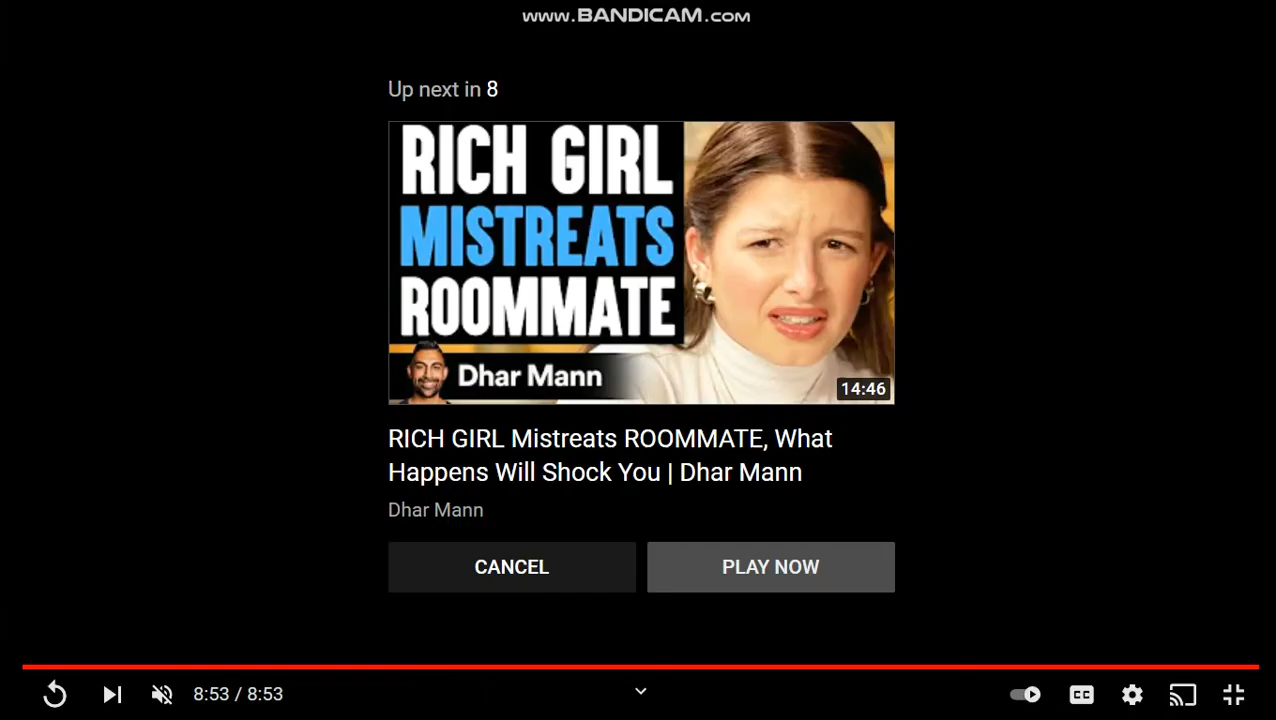 www.BANDICAM.com
Up next in 8
RICH GIRL
MISTREATS
ROOMMATE
Dhar Mann
14:46
RICH GIRL Mistreats ROOMMATE, What
Happens Will Shock You | Dhar Mann
Dhar Mann
CANCEL
PLAY NOW
8:53 / 8:53
CC